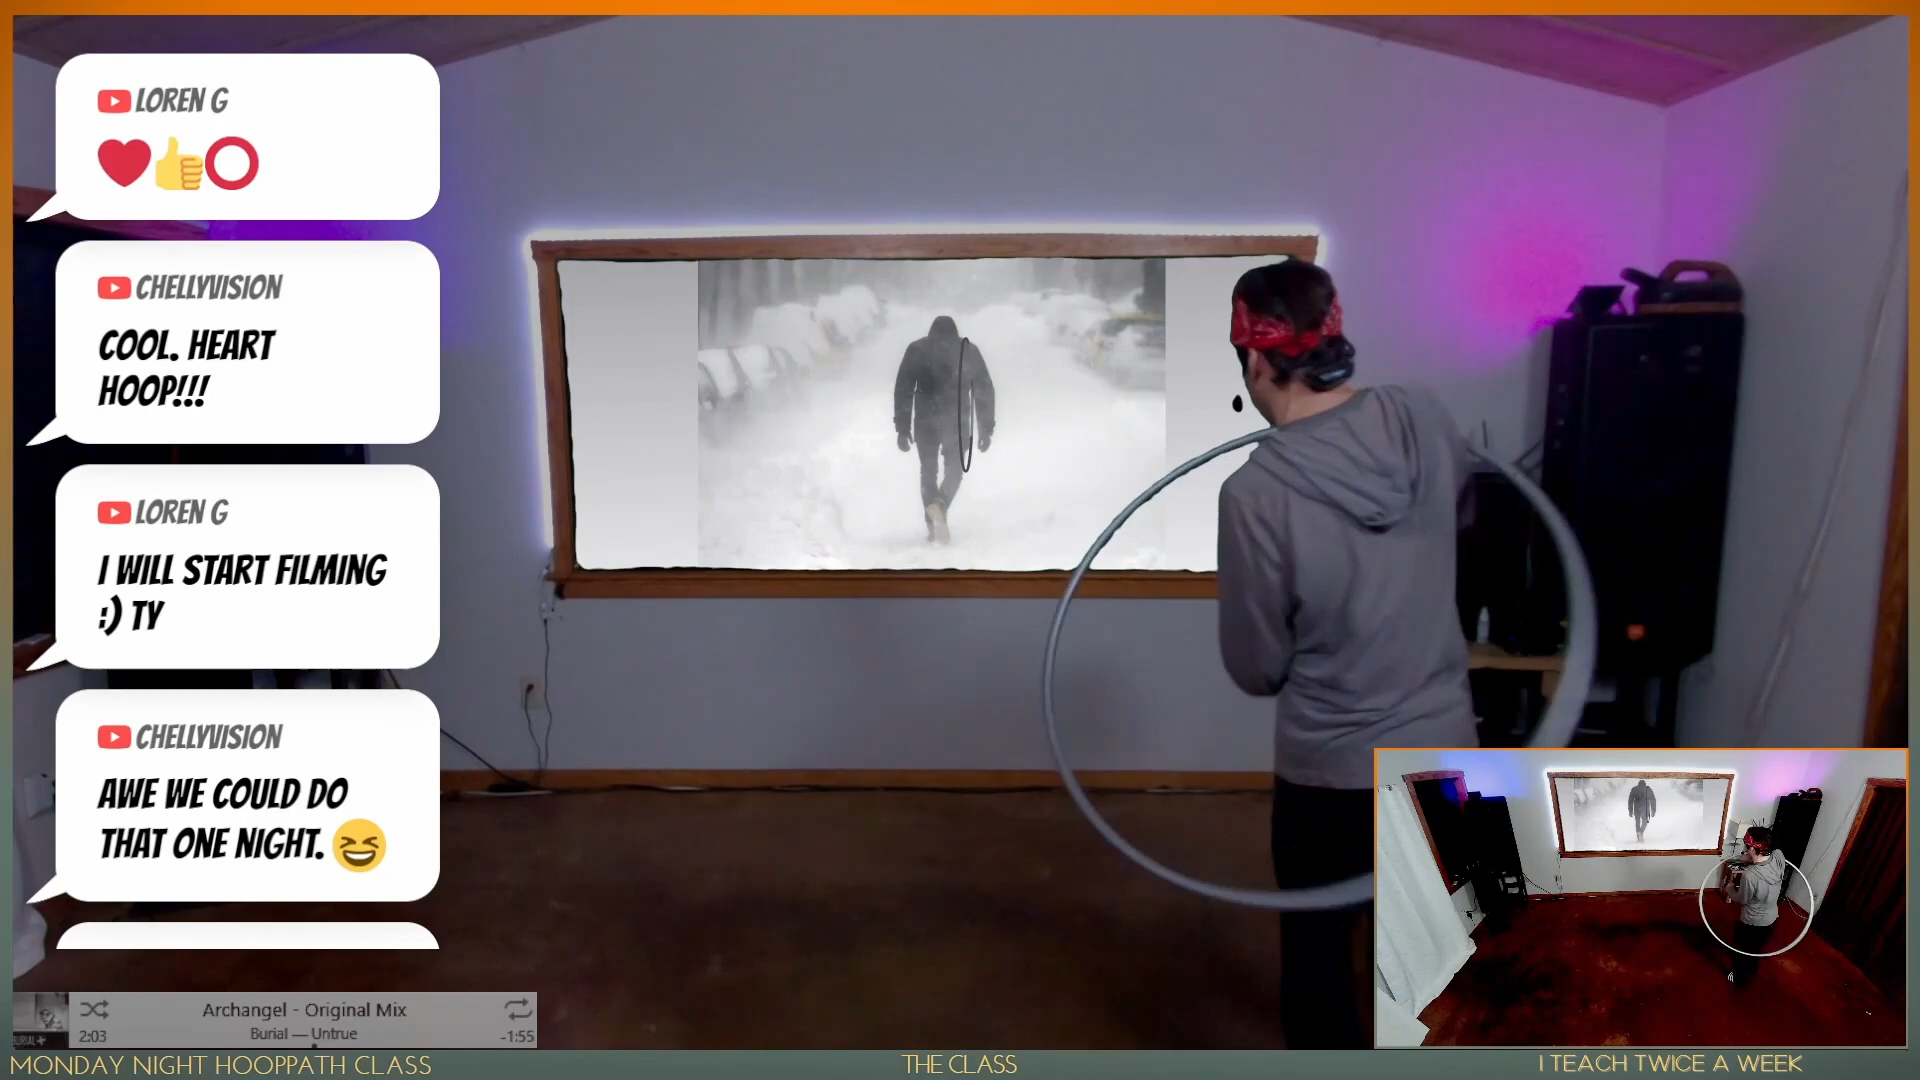 LOREN G
CHELLYVISION
COOL. HEART
HOOP!!!
LOREN G
I WILL START FILMING
:) TY
CHELLYVISION
AWE WE COULD DO
THAT ONE NIGHT.
Archangel - Original Mix
Burial — Untrue
2:03
-1:55
MONDAY NIGHT HOOPPATH CLASS
THE CLASS
I TEACH TWICE A WEEK